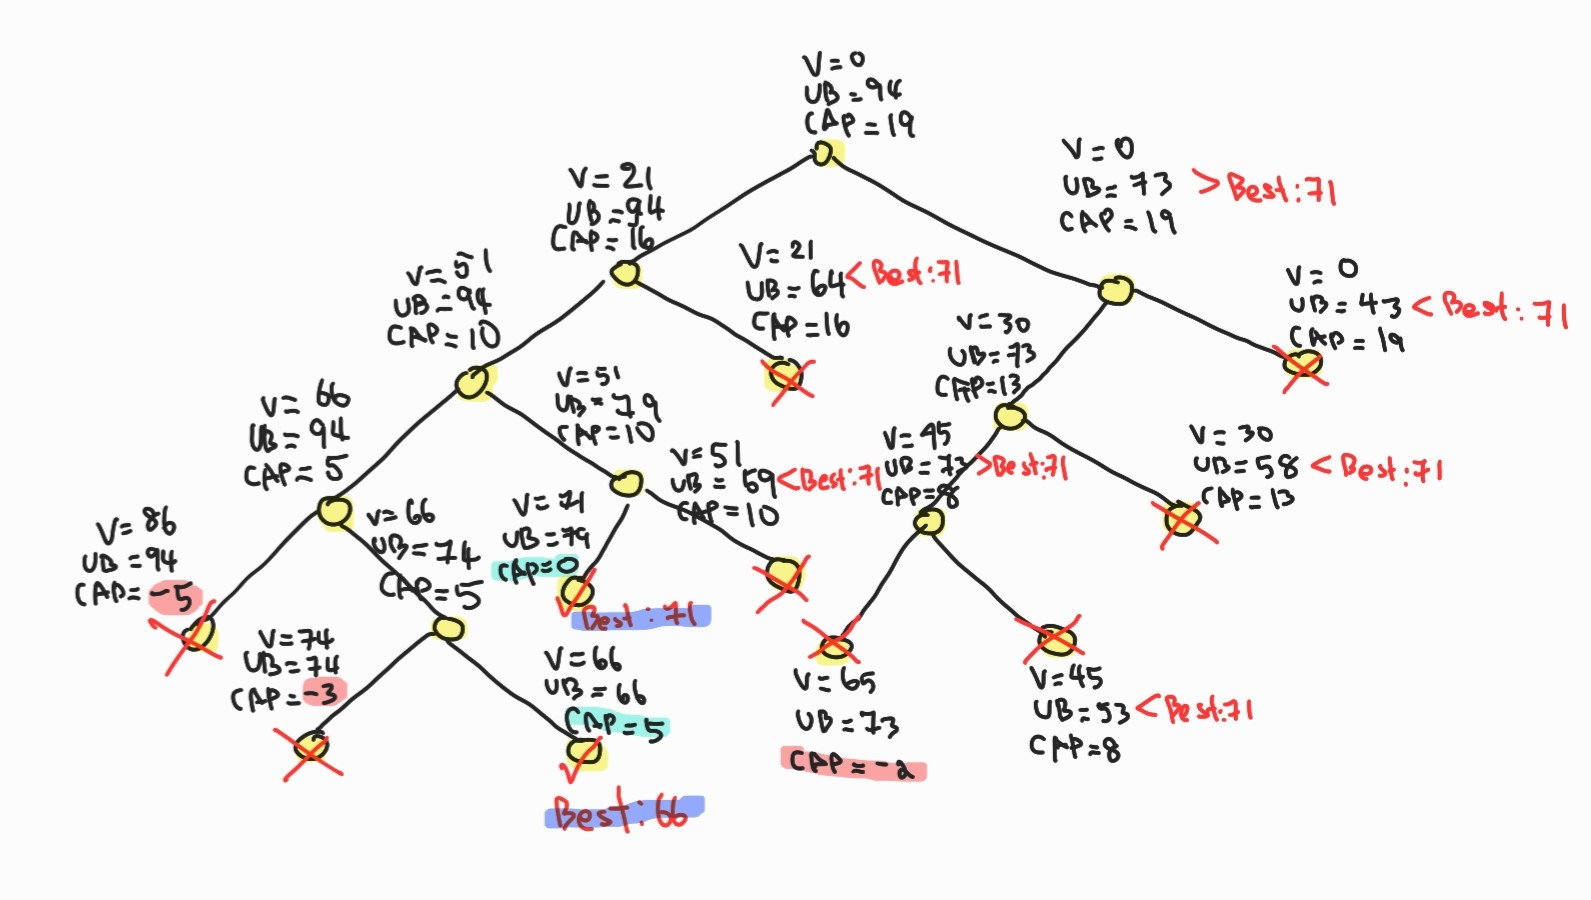 V=0
UB=94
CAP=19
V=0
UB=73 >Best:71
CAP=19
V=21
UB=94
CAP=16
V=21
UB=64 <Best:71
CAP=16
V=0
UB=43 <Best:71
CAP=19
V=51
UB=94
CAP=10
V=30
UB=73
CAP=13
V=51
UB=79
CAP=10
V=66
UB=94
CAP=5
V=51
UB=59 <Best:71
CAP=10
V=45
UB=73 >Best:71
CAP=8
V=30
UB=58 <Best:71
CAP=13
V=86
UB=94
CAP=-5
V=66
UB=74
CAP=5
V=71
UB=79
CAP=0
Best:71
V=74
UB=74
CAP=-3
V=66
UB=66
CAP=5
Best:66
V=65
UB=73
CAP=-2
V=45
UB=53 <Best:71
CAP=8